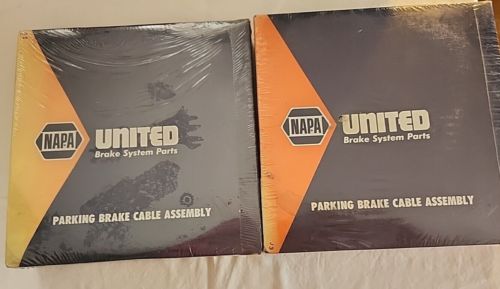 NAPA
UNITED
Brake System Parts
PARKING BRAKE CABLE ASSEMBLY
NAPA
UNITED
Brake System Parts
PARKING BRAKE CABLE ASSEMBLY